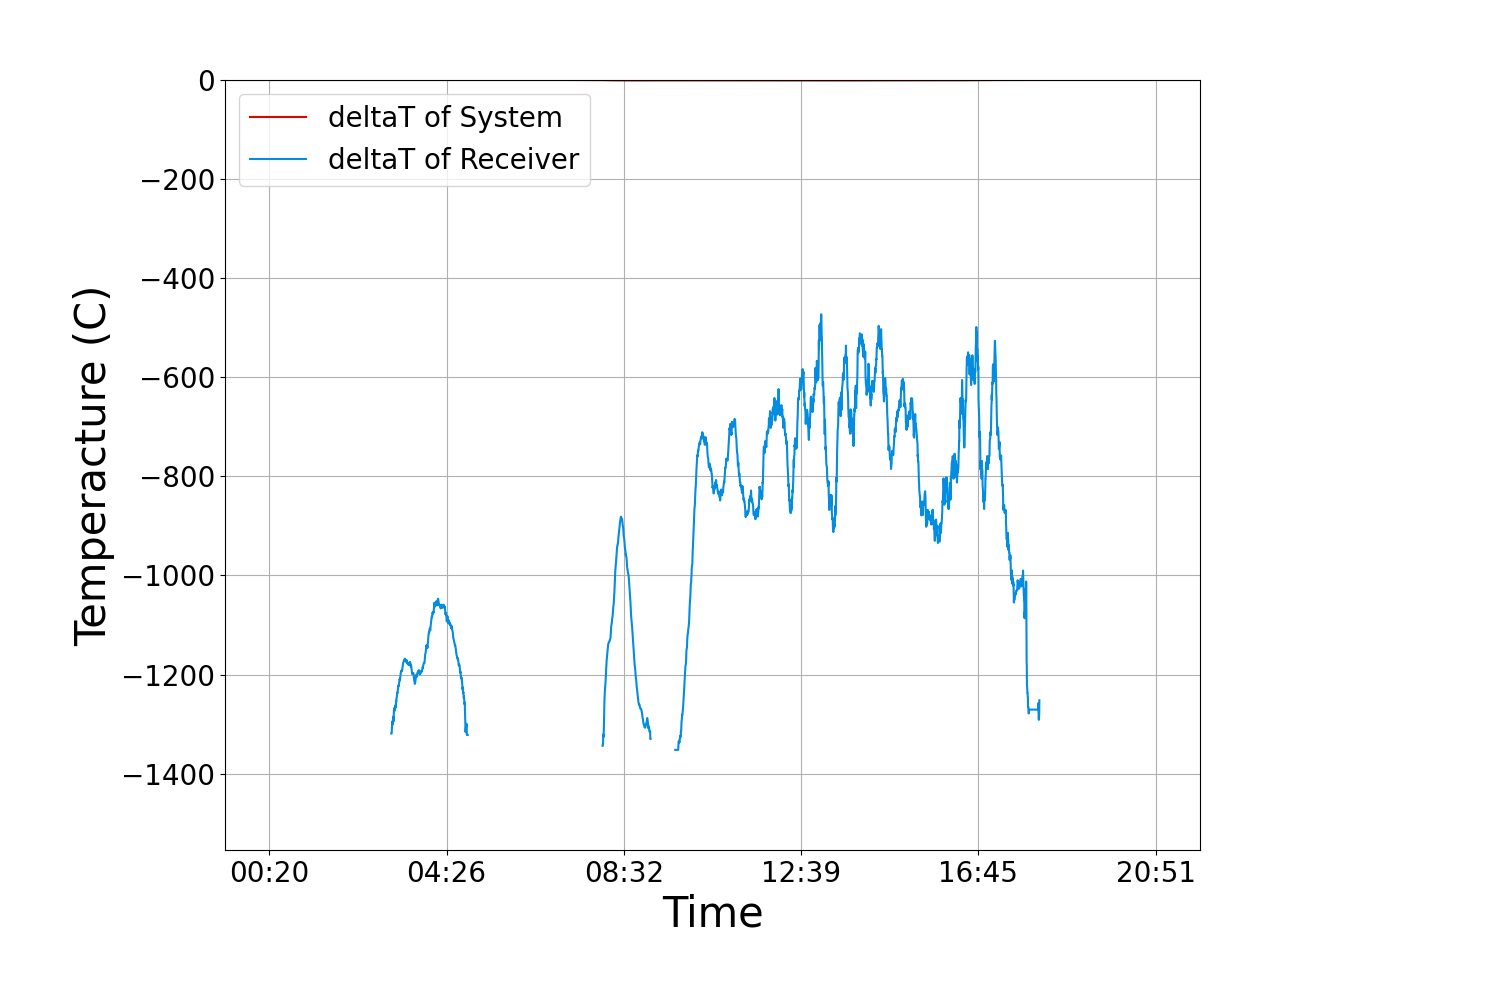 deltaT of System
deltaT of Receiver
0
−200
−400
−600
−800
−1000
−1200
−1400
Temperacture (C)
00:20 04:26 08:32 12:39 16:45 20:51
Time